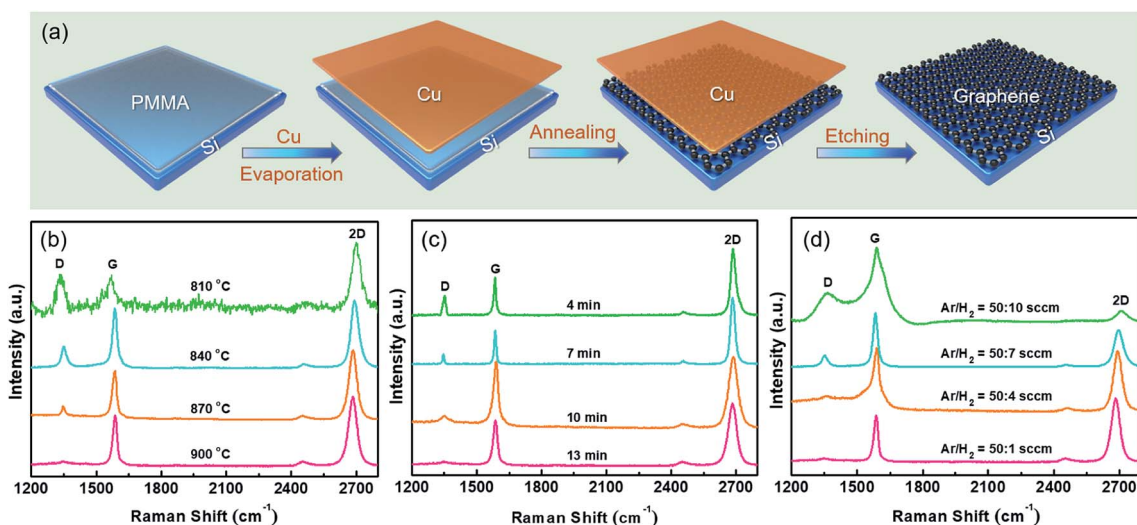 (a)
PMMA
Si
Cu
Evaporation
Cu
Si
Annealing
Cu
Si
Etching
Graphene
Si
(b)
D
G
2D
810 °C
840 °C
870 °C
900 °C
Intensity (a.u.)
1200 1500 1800 2100 2400 2700
Raman Shift (cm⁻¹)
(c)
D
G
2D
4 min
7 min
10 min
13 min
Intensity (a.u.)
1200 1500 1800 2100 2400 2700
Raman Shift (cm⁻¹)
(d)
D
G
2D
Ar/H₂ = 50:10 sccm
Ar/H₂ = 50:7 sccm
Ar/H₂ = 50:4 sccm
Ar/H₂ = 50:1 sccm
Intensity (a.u.)
1200 1500 1800 2100 2400 2700
Raman Shift (cm⁻¹)